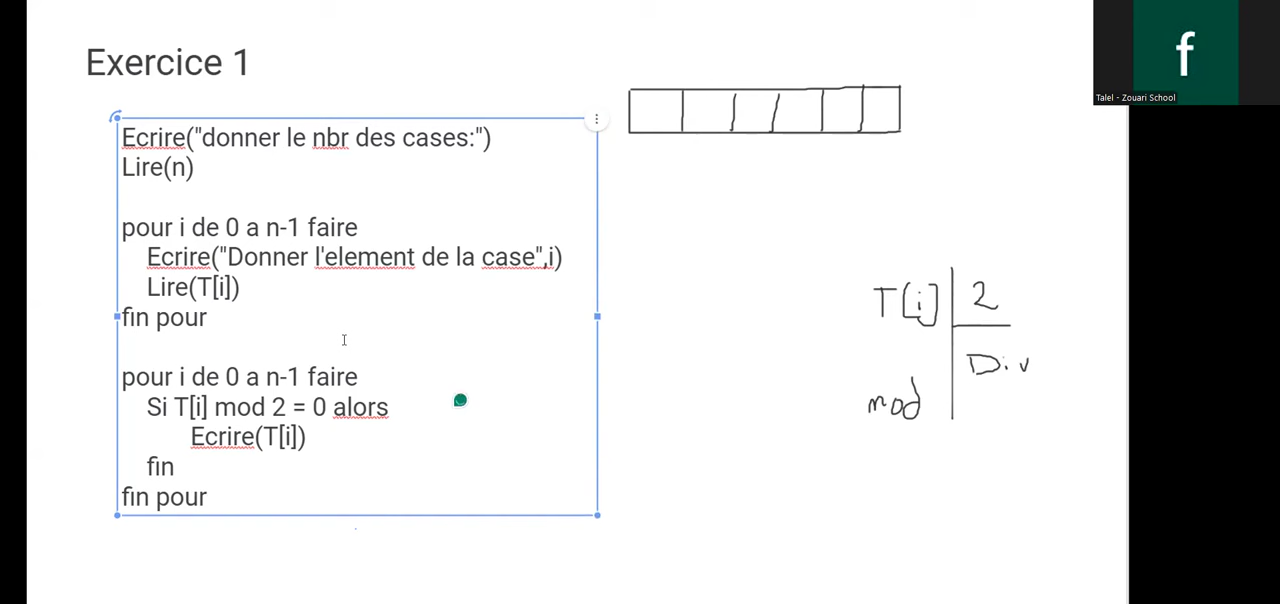 Exercice 1
f
Talel - Zouari School
Ecrire("donner le nbr des cases:")
Lire(n)
pour i de 0 a n-1 faire
Ecrire("Donner l'element de la case",i)
Lire(T[i])
fin pour
pour i de 0 a n-1 faire
Si T[i] mod 2 = 0 alors
Ecrire(T[i])
fin
fin pour
T[i] 2
Div
mod